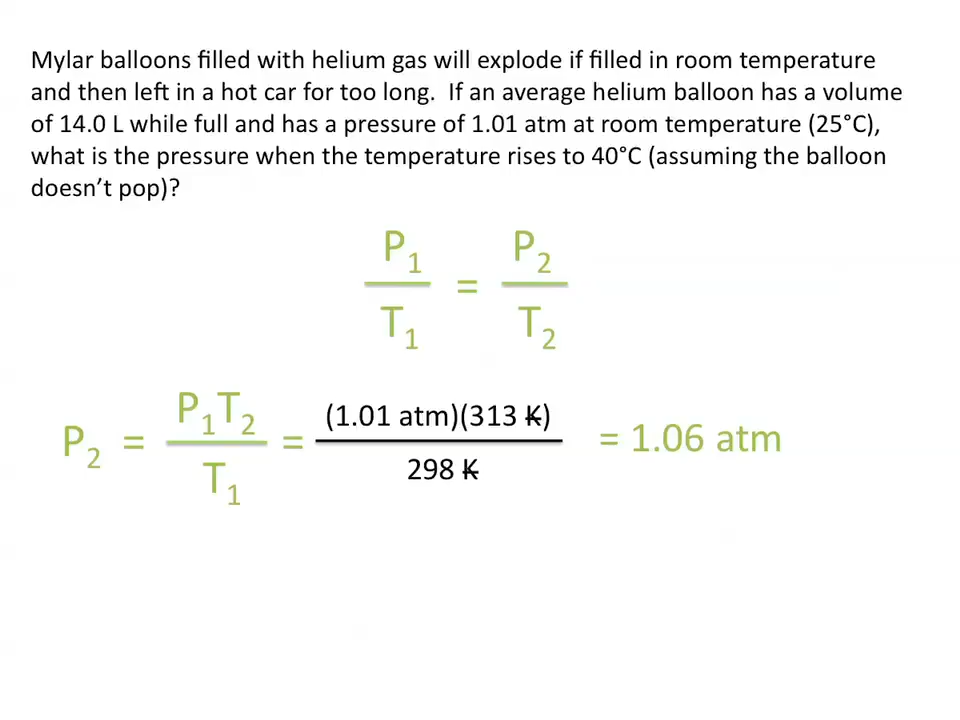 Mylar balloons filled with helium gas will explode if filled in room temperature
and then left in a hot car for too long.  If an average helium balloon has a volume
of 14.0 L while full and has a pressure of 1.01 atm at room temperature (25°C),
what is the pressure when the temperature rises to 40°C (assuming the balloon
doesn't pop)?
P₁ / T₁ = P₂ / T₂
P₂ = P₁T₂ / T₁ = (1.01 atm)(313 K) / 298 K = 1.06 atm